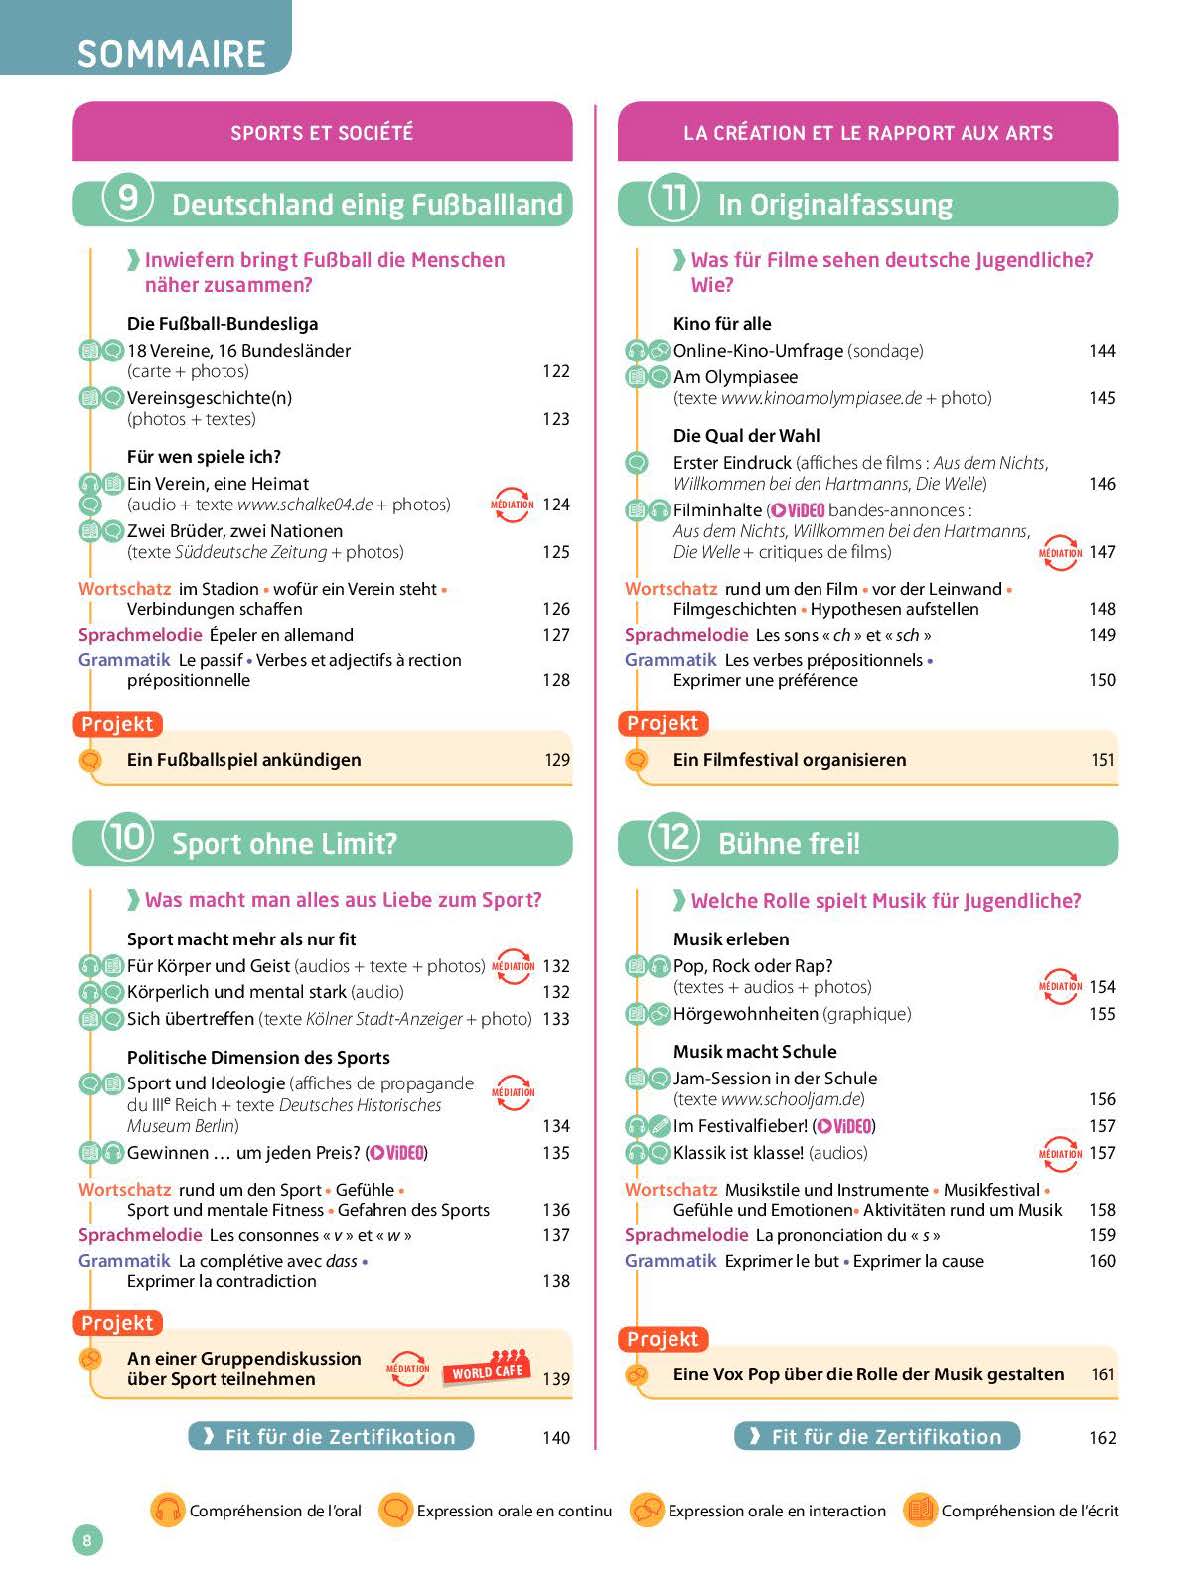 SOMMAIRE
SPORTS ET SOCIÉTÉ
9 Deutschland einig Fußballland
Inwiefern bringt Fußball die Menschen
näher zusammen?
Die Fußball-Bundesliga
18 Vereine, 16 Bundesländer
(carte + photos) 122
Vereinsgeschichte(n)
(photos + textes) 123
Für wen spiele ich?
Ein Verein, eine Heimat
(audio + texte www.schalke04.de + photos) MÉDIATION 124
Zwei Brüder, zwei Nationen
(texte Süddeutsche Zeitung + photos) 125
Wortschatz im Stadion • wofür ein Verein steht •
Verbindungen schaffen 126
Sprachmelodie Épeler en allemand 127
Grammatik Le passif • Verbes et adjectifs à rection
prépositionnelle 128
Projekt
Ein Fußballspiel ankündigen 129
10 Sport ohne Limit?
Was macht man alles aus Liebe zum Sport?
Sport macht mehr als nur fit
Für Körper und Geist (audios + texte + photos) MÉDIATION 132
Körperlich und mental stark (audio) 132
Sich übertreffen (texte Kölner Stadt-Anzeiger + photo) 133
Politische Dimension des Sports
Sport und Ideologie (affiches de propagande MÉDIATION
du IIIe Reich + texte Deutsches Historisches
Museum Berlin) 134
Gewinnen … um jeden Preis? (ViDEO) 135
Wortschatz rund um den Sport • Gefühle •
Sport und mentale Fitness • Gefahren des Sports 136
Sprachmelodie Les consonnes « v » et « w » 137
Grammatik La complétive avec dass •
Exprimer la contradiction 138
Projekt
An einer Gruppendiskussion
über Sport teilnehmen MÉDIATION WORLD CAFE 139
Fit für die Zertifikation 140
LA CRÉATION ET LE RAPPORT AUX ARTS
11 In Originalfassung
Was für Filme sehen deutsche Jugendliche?
Wie?
Kino für alle
Online-Kino-Umfrage (sondage) 144
Am Olympiasee
(texte www.kinoamolympiasee.de + photo) 145
Die Qual der Wahl
Erster Eindruck (affiches de films : Aus dem Nichts,
Willkommen bei den Hartmanns, Die Welle) 146
Filminhalte (ViDEO bandes-annonces :
Aus dem Nichts, Willkommen bei den Hartmanns,
Die Welle + critiques de films) MÉDIATION 147
Wortschatz rund um den Film • vor der Leinwand •
Filmgeschichten • Hypothesen aufstellen 148
Sprachmelodie Les sons « ch » et « sch » 149
Grammatik Les verbes prépositionnels •
Exprimer une préférence 150
Projekt
Ein Filmfestival organisieren 151
12 Bühne frei!
Welche Rolle spielt Musik für Jugendliche?
Musik erleben
Pop, Rock oder Rap?
(textes + audios + photos) MÉDIATION 154
Hörgewohnheiten (graphique) 155
Musik macht Schule
Jam-Session in der Schule
(texte www.schooljam.de) 156
Im Festivalfieber! (ViDEO) 157
Klassik ist klasse! (audios) MÉDIATION 157
Wortschatz Musikstile und Instrumente • Musikfestival •
Gefühle und Emotionen • Aktivitäten rund um Musik 158
Sprachmelodie La prononciation du « s » 159
Grammatik Exprimer le but • Exprimer la cause 160
Projekt
Eine Vox Pop über die Rolle der Musik gestalten 161
Fit für die Zertifikation 162
Compréhension de l'oral Expression orale en continu Expression orale en interaction Compréhension de l'écrit
8